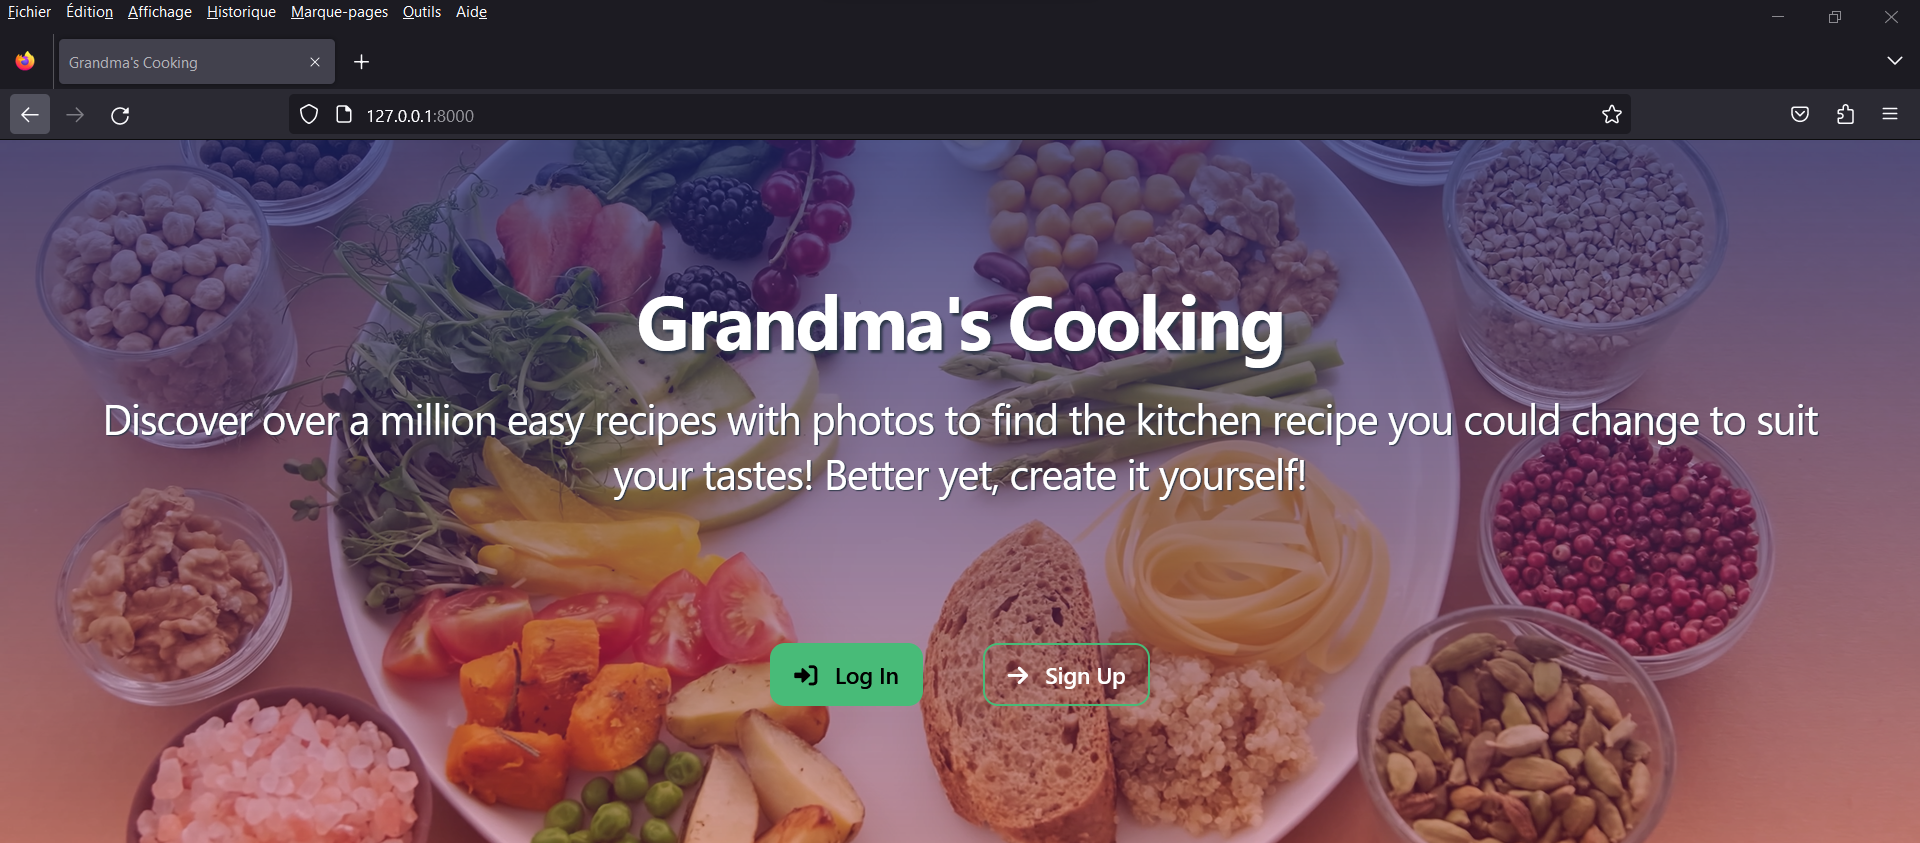 Fichier Édition Affichage Historique Marque-pages Outils Aide
Grandma's Cooking
127.0.0.1:8000
Grandma's Cooking
Discover over a million easy recipes with photos to find the kitchen recipe you could change to suit
your tastes! Better yet, create it yourself!
Log In Sign Up